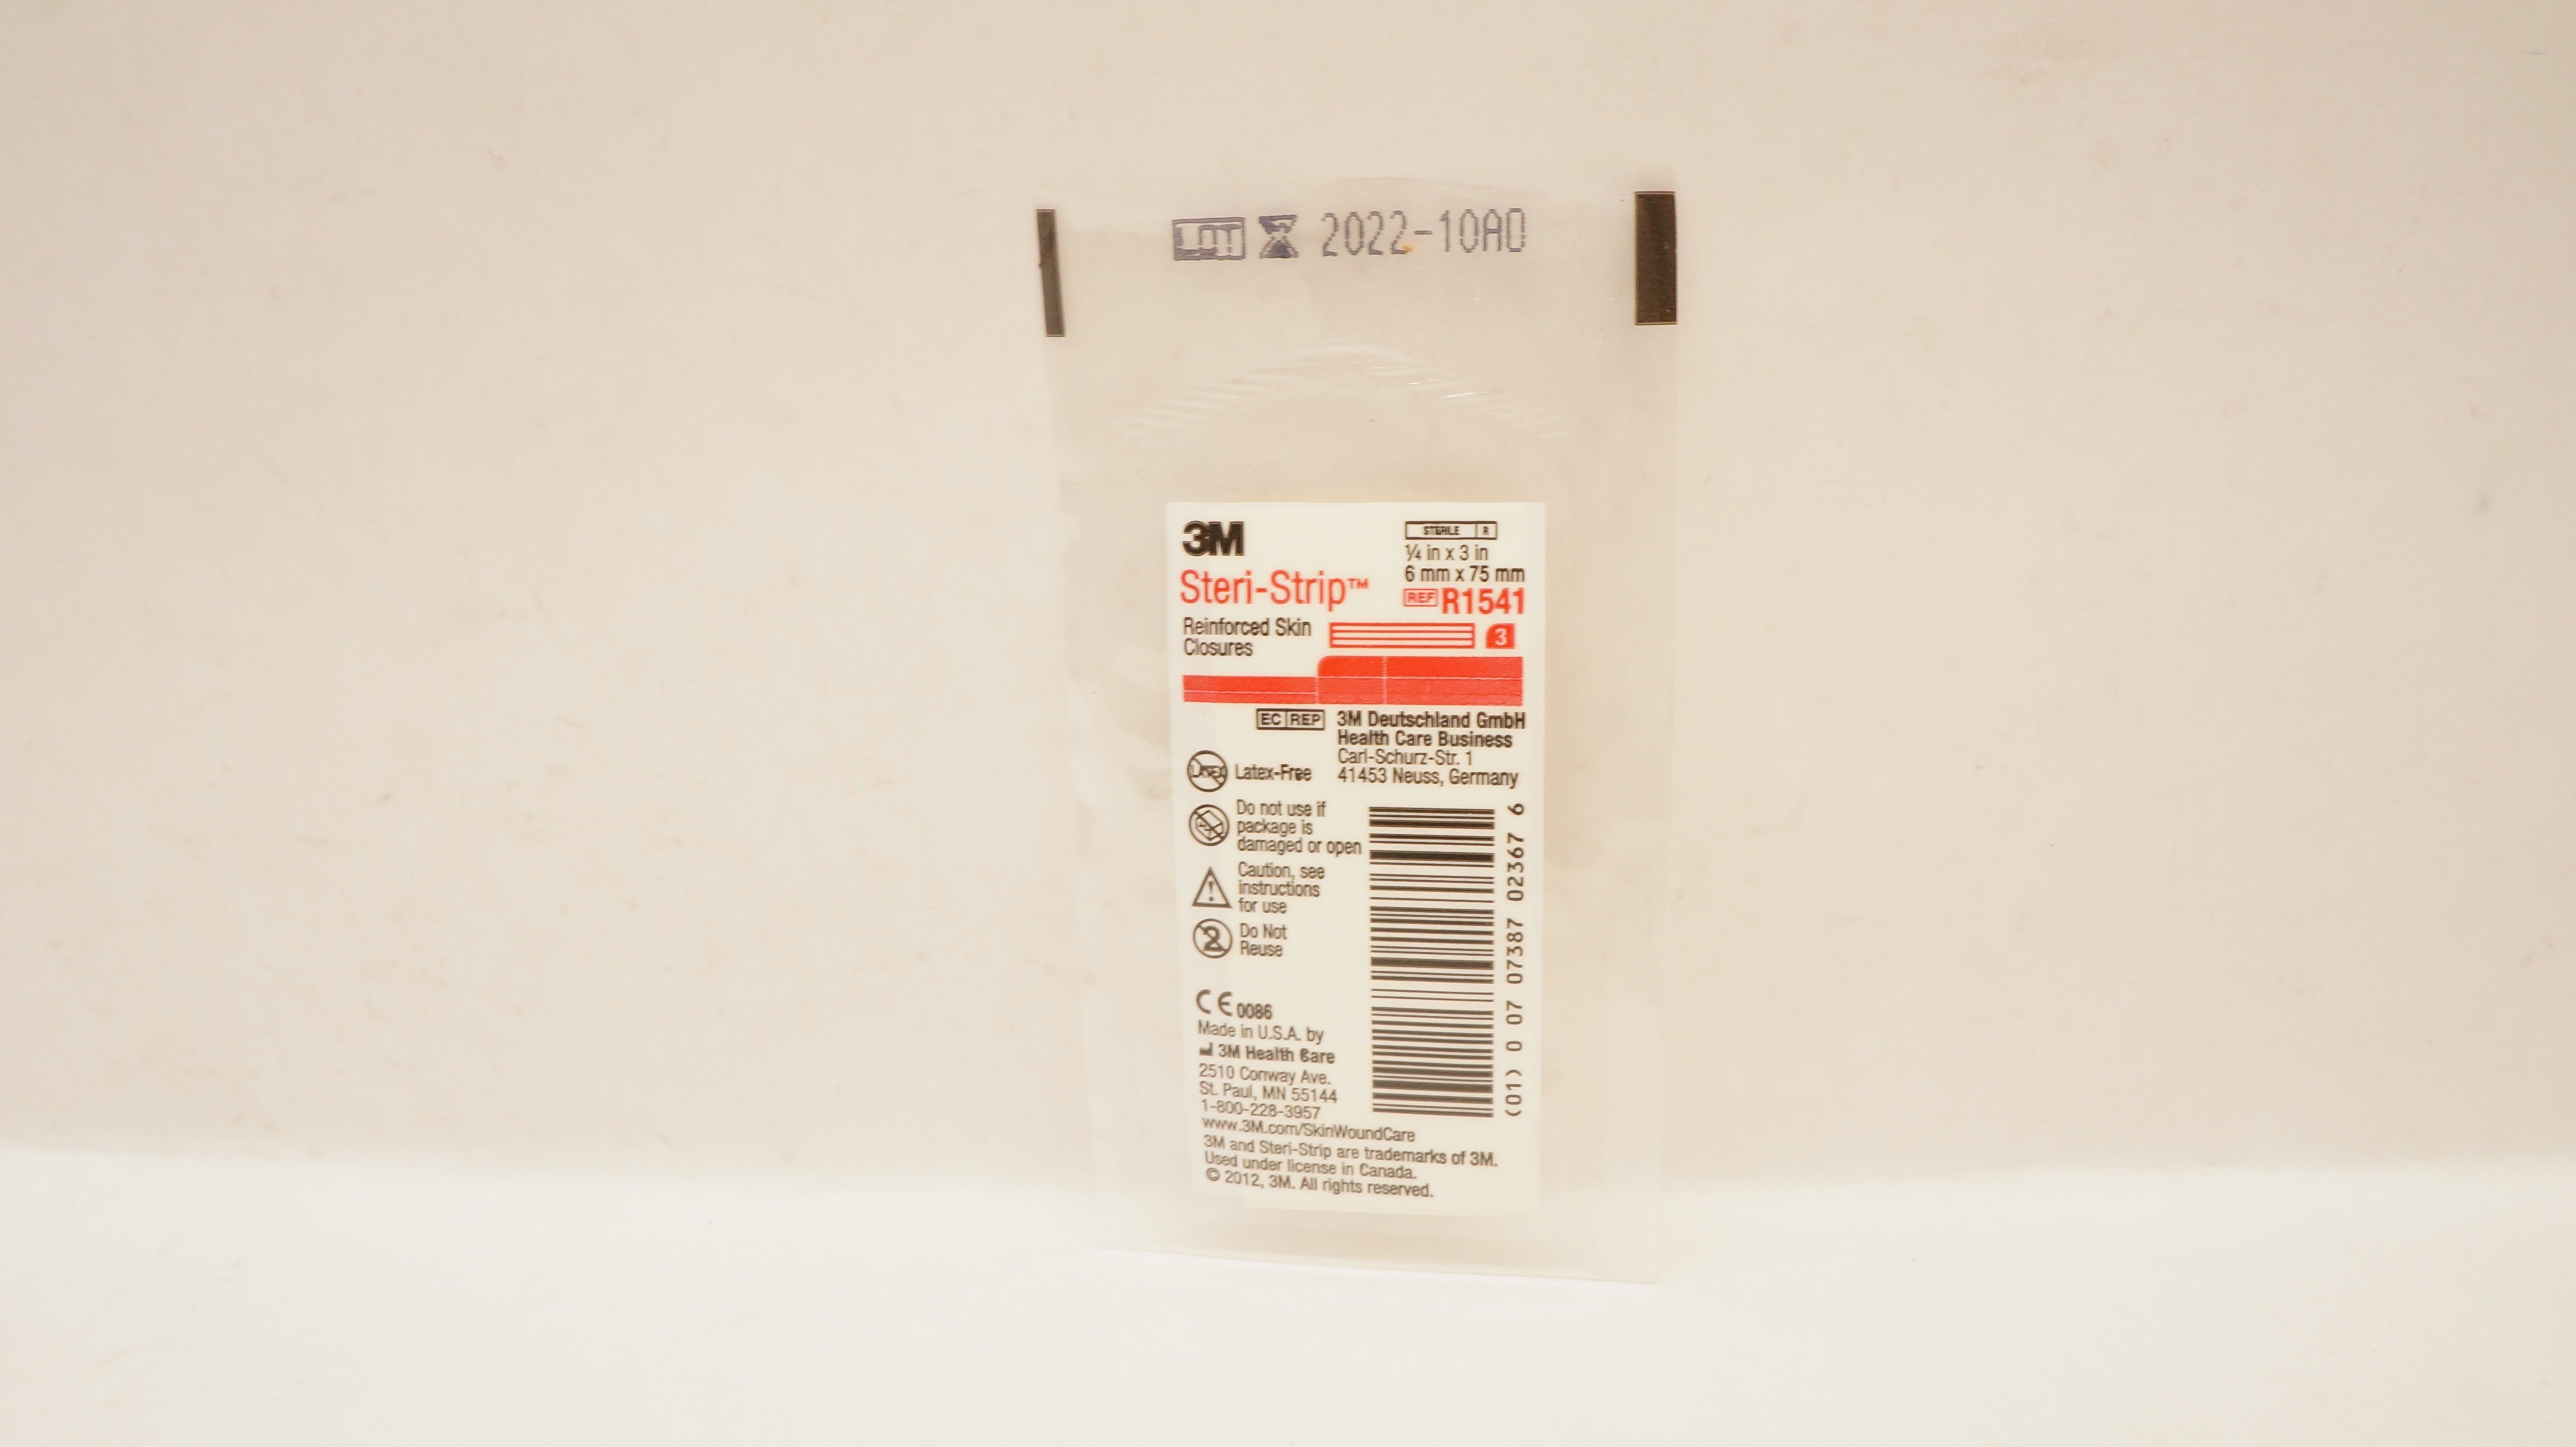 LOT 2022-10AO
3M
STERILE R
1/4 in x 3 in
6 mm x 75 mm
Steri-Strip™
REF R1541
Reinforced Skin
Closures
3
EC REP 3M Deutschland GmbH
Health Care Business
Carl-Schurz-Str. 1
41453 Neuss, Germany
LATEX Latex-Free
Do not use if
package is
damaged or open
Caution, see
instructions
for use
2 Do Not
Reuse
(01) 0 07 07387 02367 6
CE 0086
Made in U.S.A. by
3M Health Care
2510 Conway Ave.
St. Paul, MN 55144
1-800-228-3957
www.3M.com/SkinWoundCare
3M and Steri-Strip are trademarks of 3M.
Used under license in Canada.
© 2012, 3M. All rights reserved.